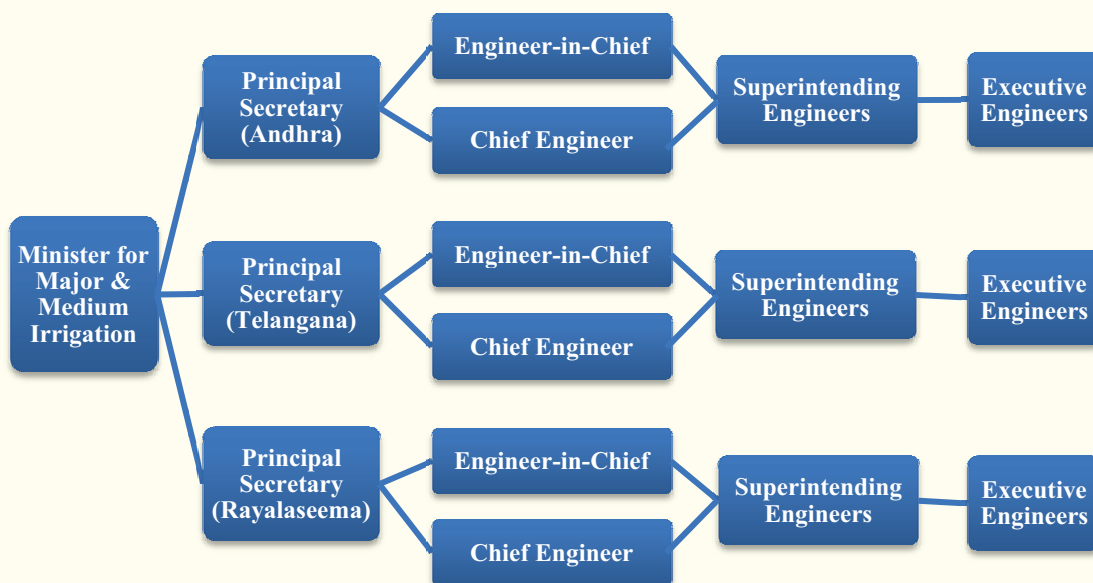 Engineer-in-Chief
Principal
Secretary
(Andhra)
Chief Engineer
Superintending
Engineers
Executive
Engineers
Minister for
Major &
Medium
Irrigation
Principal
Secretary
(Telangana)
Engineer-in-Chief
Chief Engineer
Superintending
Engineers
Executive
Engineers
Principal
Secretary
(Rayalaseema)
Engineer-in-Chief
Chief Engineer
Superintending
Engineers
Executive
Engineers